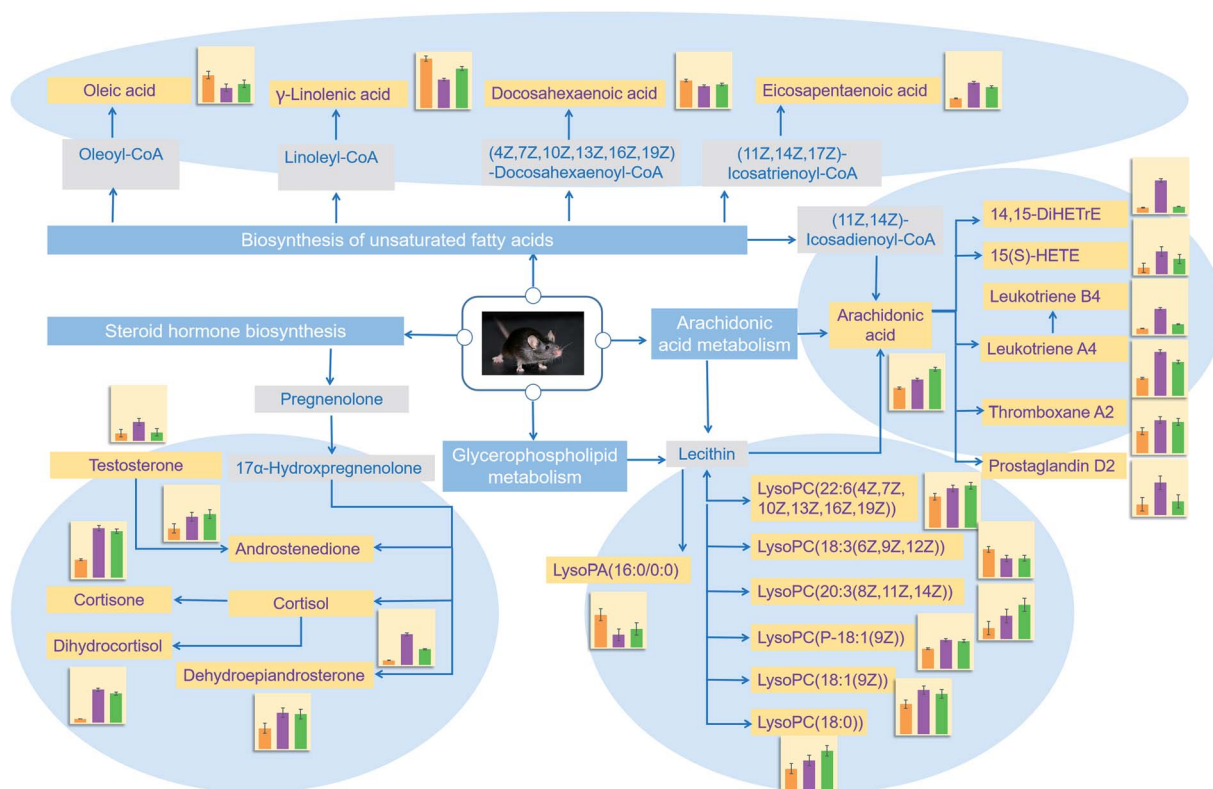 Oleic acid
γ-Linolenic acid
Docosahexaenoic acid
Eicosapentaenoic acid
Oleoyl-CoA
Linoleyl-CoA
(4Z,7Z,10Z,13Z,16Z,19Z)
-Docosahexaenoyl-CoA
(11Z,14Z,17Z)-
Icosatrienoyl-CoA
Biosynthesis of unsaturated fatty acids
(11Z,14Z)-
Icosadienoyl-CoA
14,15-DiHETrE
15(S)-HETE
Leukotriene B4
Leukotriene A4
Thromboxane A2
Prostaglandin D2
Steroid hormone biosynthesis
Arachidonic
acid metabolism
Arachidonic
acid
Pregnenolone
17α-Hydroxpregnenolone
Glycerophospholipid
metabolism
Lecithin
Testosterone
Androstenedione
Cortisone
Cortisol
Dihydrocortisol
Dehydroepiandrosterone
LysoPA(16:0/0:0)
LysoPC(22:6(4Z,7Z,
10Z,13Z,16Z,19Z))
LysoPC(18:3(6Z,9Z,12Z))
LysoPC(20:3(8Z,11Z,14Z))
LysoPC(P-18:1(9Z))
LysoPC(18:1(9Z))
LysoPC(18:0))